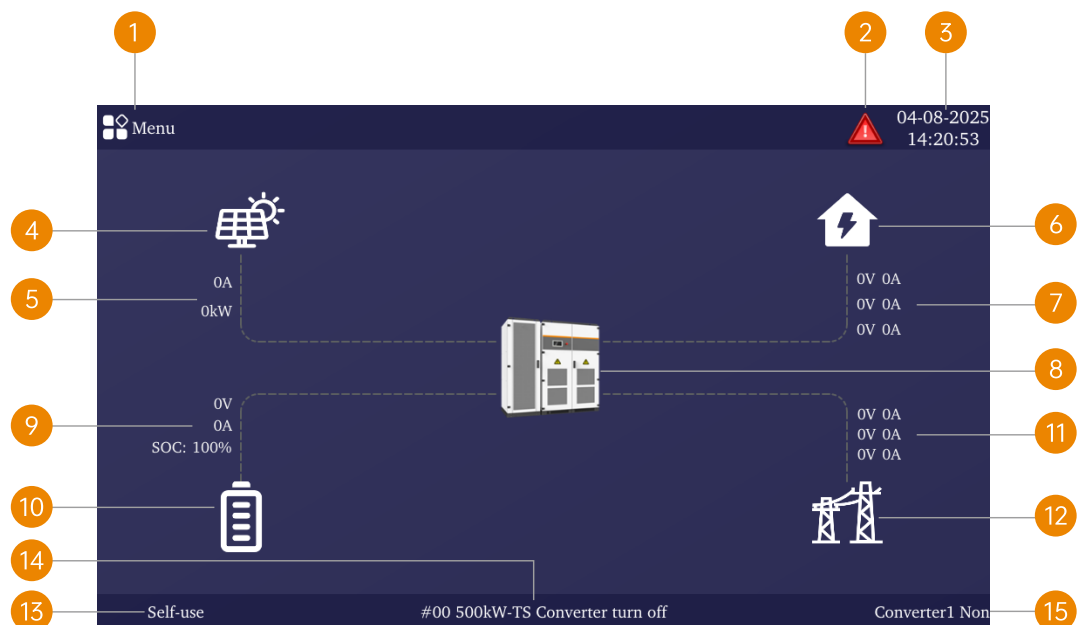 1
2
3
Menu
04-08-2025
14:20:53
4
6
0A
0V 0A
5
7
0kW
0V 0A
0V 0A
8
0V
0V 0A
9
0A
0V 0A
11
SOC: 100%
0V 0A
10
12
14
13
Self-use
#00 500kW-TS Converter turn off
Converter1 Non
15